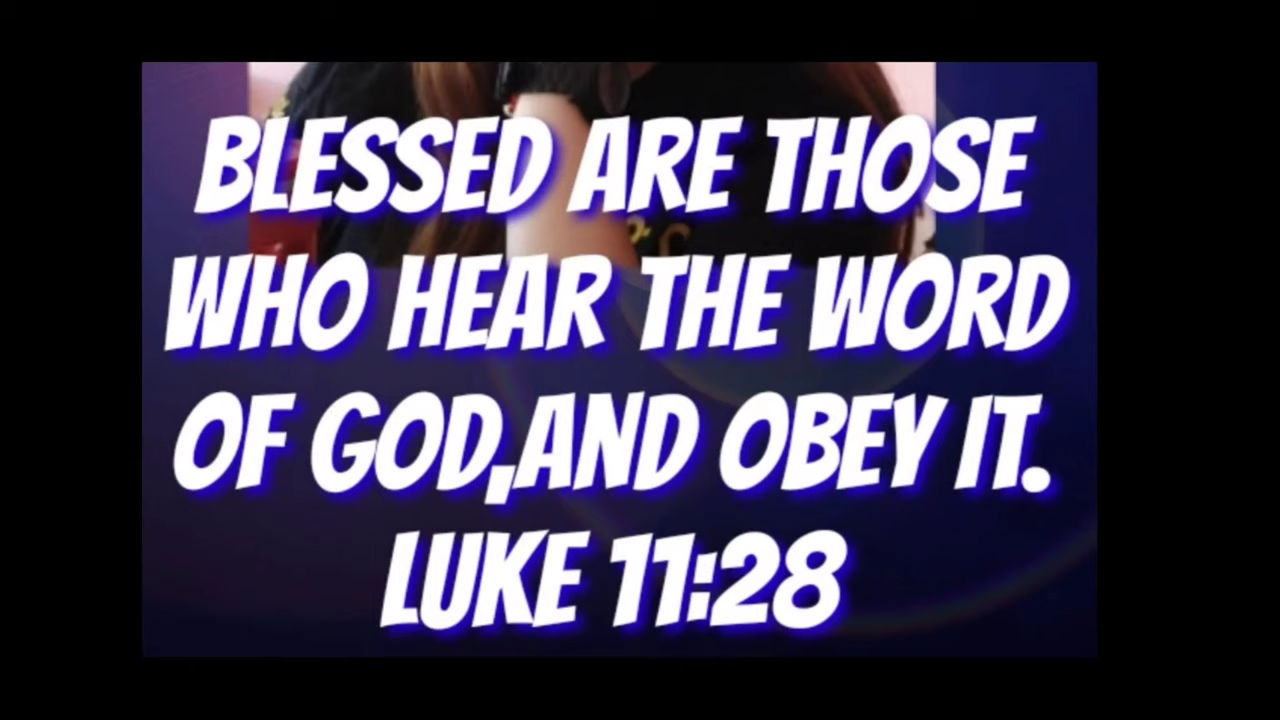 BLESSED ARE THOSE
WHO HEAR THE WORD
OF GOD,AND OBEY IT.
LUKE 11:28